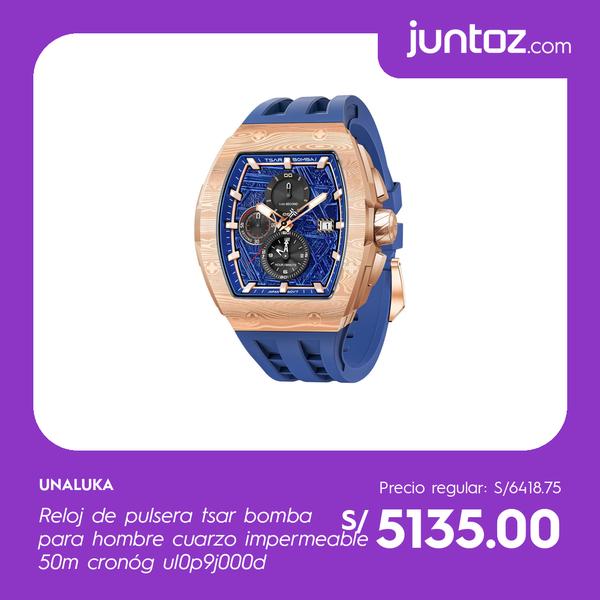 juntoz.com
TSAR BOMBA
UNALUKA
Precio regular: S/6418.75
Reloj de pulsera tsar bomba
para hombre cuarzo impermeable
50m cronóg ul0p9j000d
S/ 5135.00